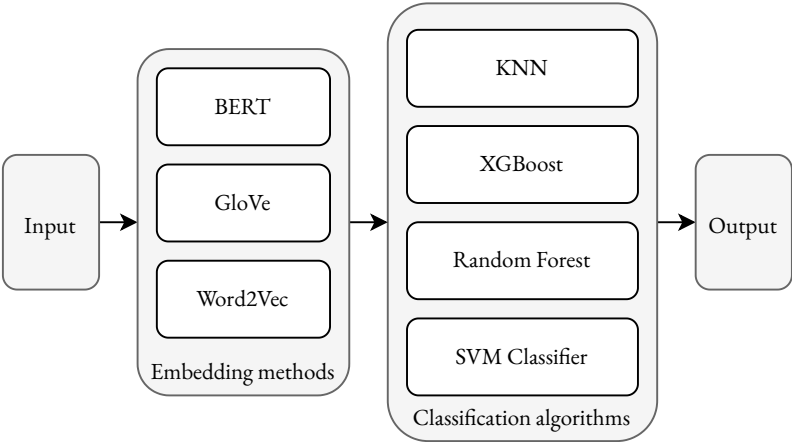 Input
BERT
GloVe
Word2Vec
Embedding methods
KNN
XGBoost
Random Forest
SVM Classifier
Classification algorithms
Output